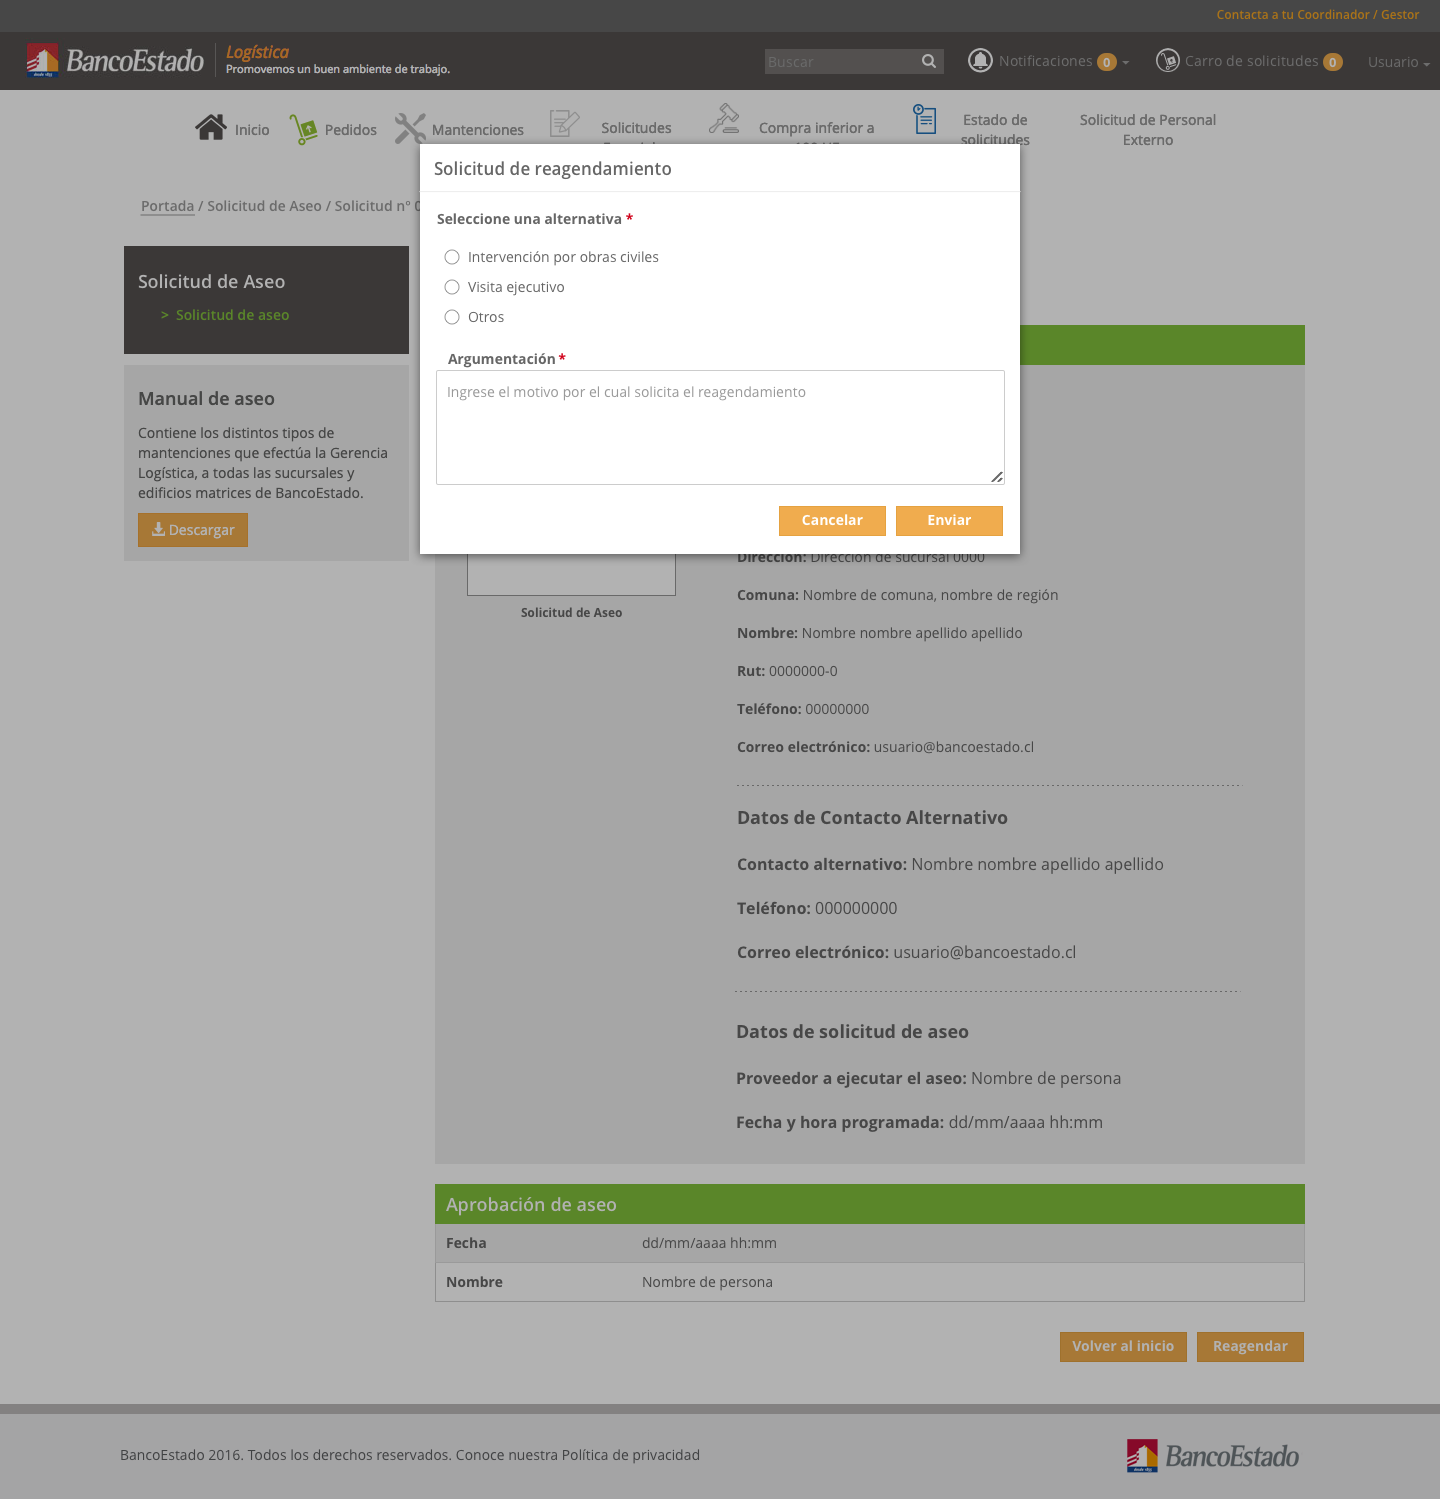 Contacta a tu Coordinador / Gestor
BancoEstado
desde 1855
Logística
Promovemos un buen ambiente de trabajo.
Buscar
Notificaciones 0
Carro de solicitudes 0
Usuario
Inicio
Pedidos
Mantenciones
Solicitudes
Compra inferior a
Estado de
solicitudes
Solicitud de Personal
Externo
Portada / Solicitud de Aseo / Solicitud n° 0
Solicitud de Aseo
> Solicitud de aseo
Manual de aseo
Contiene los distintos tipos de
mantenciones que efectúa la Gerencia
Logística, a todas las sucursales y
edificios matrices de BancoEstado.
Descargar
Solicitud de reagendamiento
Seleccione una alternativa *
Intervención por obras civiles
Visita ejecutivo
Otros
Argumentación *
Ingrese el motivo por el cual solicita el reagendamiento
Cancelar
Enviar
Solicitud de Aseo
Dirección: Dirección de sucursal 0000
Comuna: Nombre de comuna, nombre de región
Nombre: Nombre nombre apellido apellido
Rut: 0000000-0
Teléfono: 00000000
Correo electrónico: usuario@bancoestado.cl
Datos de Contacto Alternativo
Contacto alternativo: Nombre nombre apellido apellido
Teléfono: 000000000
Correo electrónico: usuario@bancoestado.cl
Datos de solicitud de aseo
Proveedor a ejecutar el aseo: Nombre de persona
Fecha y hora programada: dd/mm/aaaa hh:mm
Aprobación de aseo
Fecha dd/mm/aaaa hh:mm
Nombre Nombre de persona
Volver al inicio
Reagendar
BancoEstado 2016. Todos los derechos reservados. Conoce nuestra Política de privacidad
desde 1855
BancoEstado